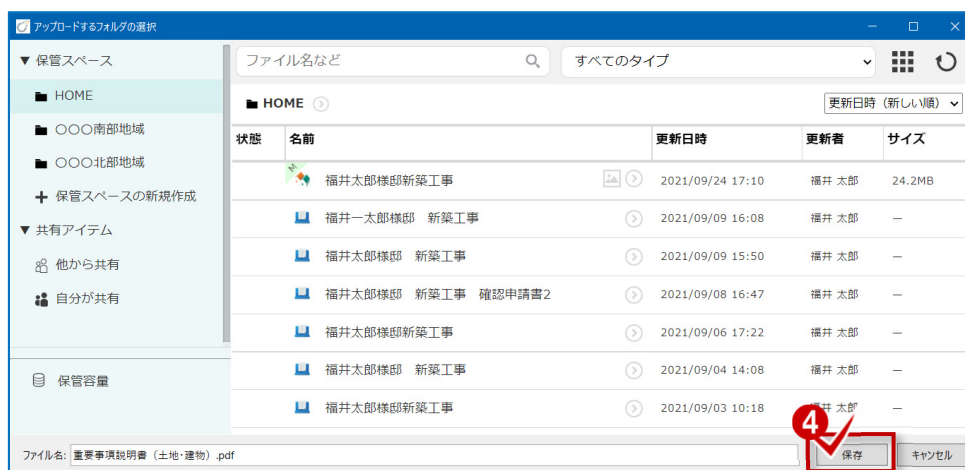 アップロードするフォルダの選択
▼ 保管スペース
HOME
〇〇〇南部地域
〇〇〇北部地域
+ 保管スペースの新規作成
▼ 共有アイテム
他から共有
自分が共有
保管容量
ファイル名など
すべてのタイプ
HOME
更新日時（新しい順）
状態 名前 更新日時 更新者 サイズ
M 福井太郎様邸新築工事 2021/09/24 17:10 福井 太郎 24.2MB
福井一太郎様邸　新築工事 2021/09/09 16:08 福井 太郎 －
福井太郎様邸　新築工事 2021/09/09 15:50 福井 太郎 －
福井太郎様邸　新築工事　確認申請書2 2021/09/08 16:47 福井 太郎 －
福井太郎様邸新築工事 2021/09/06 17:22 福井 太郎 －
福井太郎様邸　新築工事 2021/09/04 14:08 福井 太郎 －
福井太郎様邸新築工事 2021/09/03 10:18 福井 太郎 －
4
ファイル名: 重要事項説明書（土地・建物）.pdf 保存 キャンセル